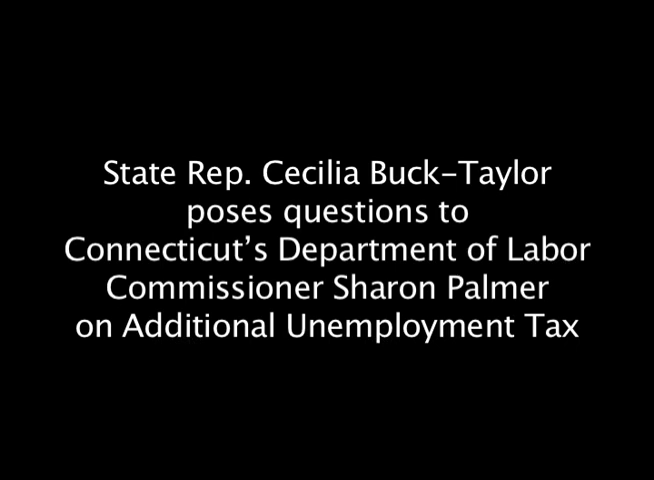 State Rep. Cecilia Buck-Taylor
poses questions to
Connecticut’s Department of Labor
Commissioner Sharon Palmer
on Additional Unemployment Tax